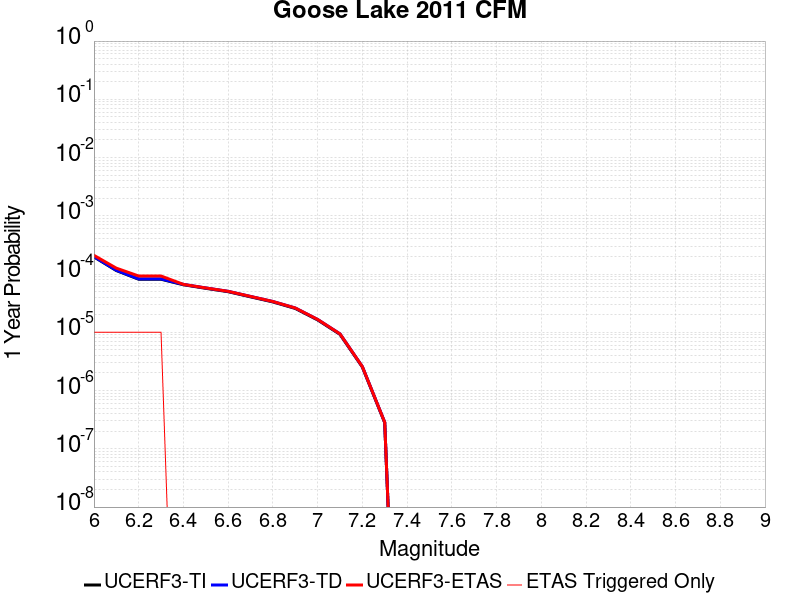 Goose Lake 2011 CFM
1 Year Probability
10^0
10^-1
10^-2
10^-3
10^-4
10^-5
10^-6
10^-7
10^-8
6 6.2 6.4 6.6 6.8 7 7.2 7.4 7.6 7.8 8 8.2 8.4 8.6 8.8 9
Magnitude
UCERF3-TI UCERF3-TD UCERF3-ETAS ETAS Triggered Only